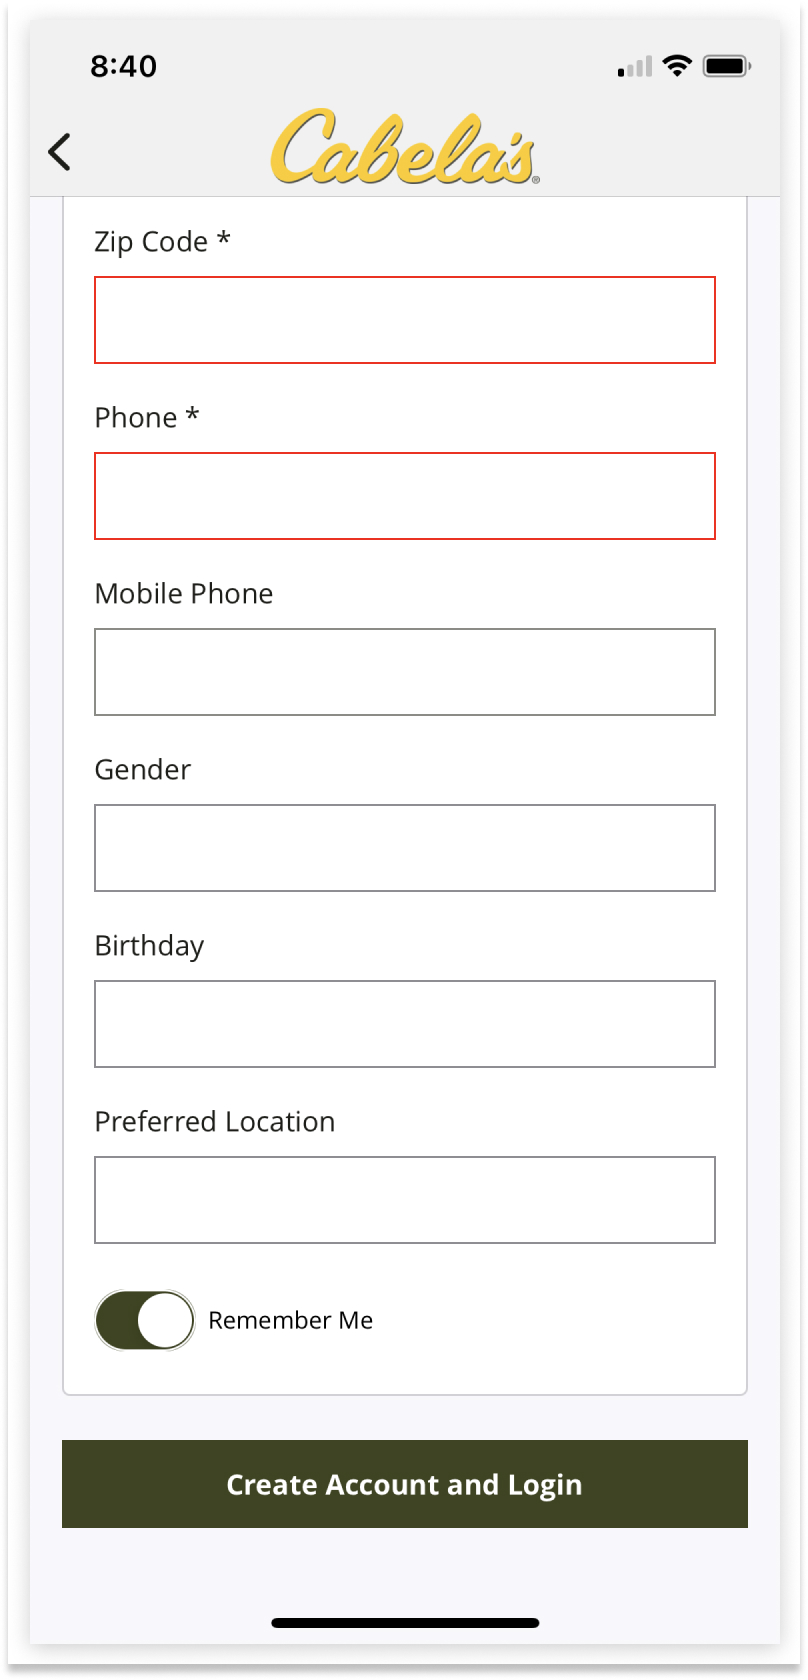 8:40
Cabela's®
Zip Code *
Phone *
Mobile Phone
Gender
Birthday
Preferred Location
Remember Me
Create Account and Login